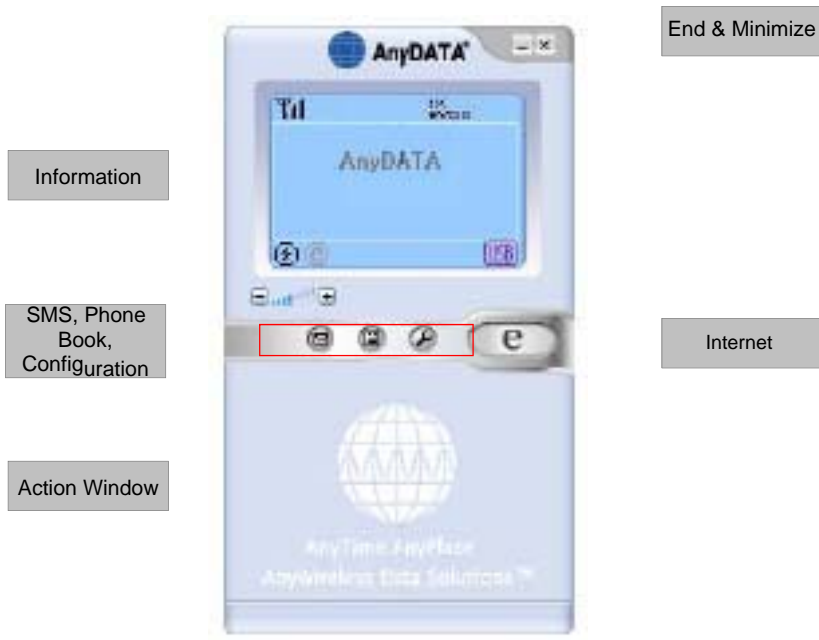 End & Minimize
AnyDATA
AnyDATA
USB
Information
SMS, Phone
Book,
Configuration
e
Internet
Action Window
AnyTime AnyPlace
AnyWireless Data Solutions™